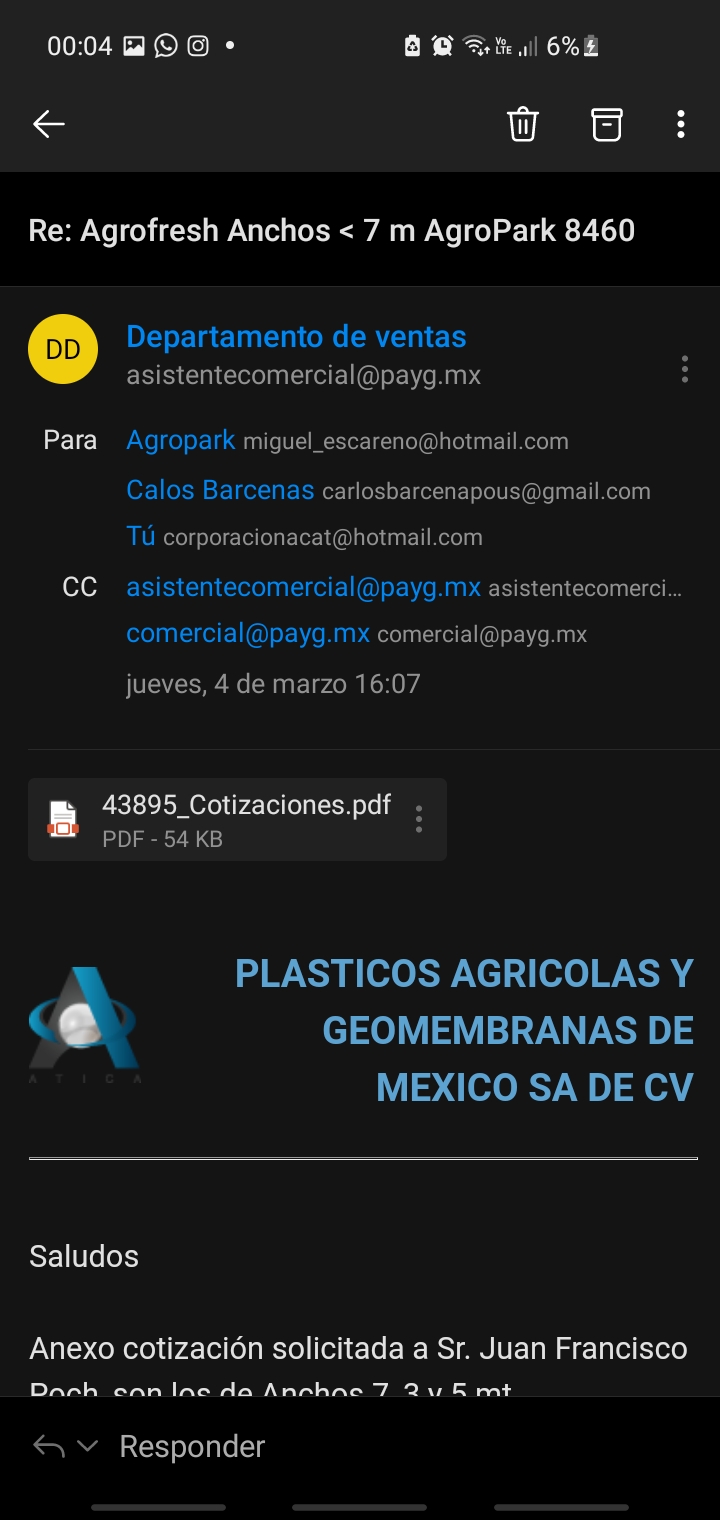 00:04
Vo LTE 6%
Re: Agrofresh Anchos < 7 m AgroPark 8460
DD
Departamento de ventas
asistentecomercial@payg.mx
Para Agropark miguel_escareno@hotmail.com
Calos Barcenas carlosbarcenapous@gmail.com
Tú corporacionacat@hotmail.com
CC asistentecomercial@payg.mx asistentecomerci...
comercial@payg.mx comercial@payg.mx
jueves, 4 de marzo 16:07
43895_Cotizaciones.pdf
PDF - 54 KB
PLASTICOS AGRICOLAS Y
GEOMEMBRANAS DE
MEXICO SA DE CV
ATICA
Saludos
Anexo cotización solicitada a Sr. Juan Francisco
Poch, son los de Anchos 7, 3 y 5 mt
Responder